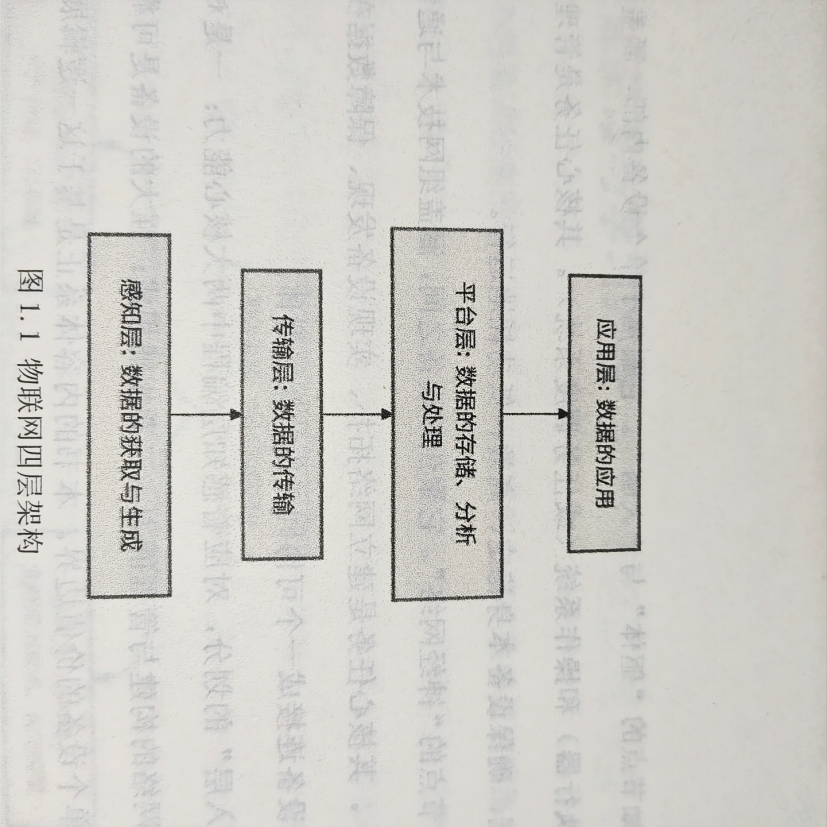 应用层：数据的应用
平台层：数据的存储、分析
与处理
传输层：数据的传输
感知层：数据的获取与生成
图1.1 物联网四层架构